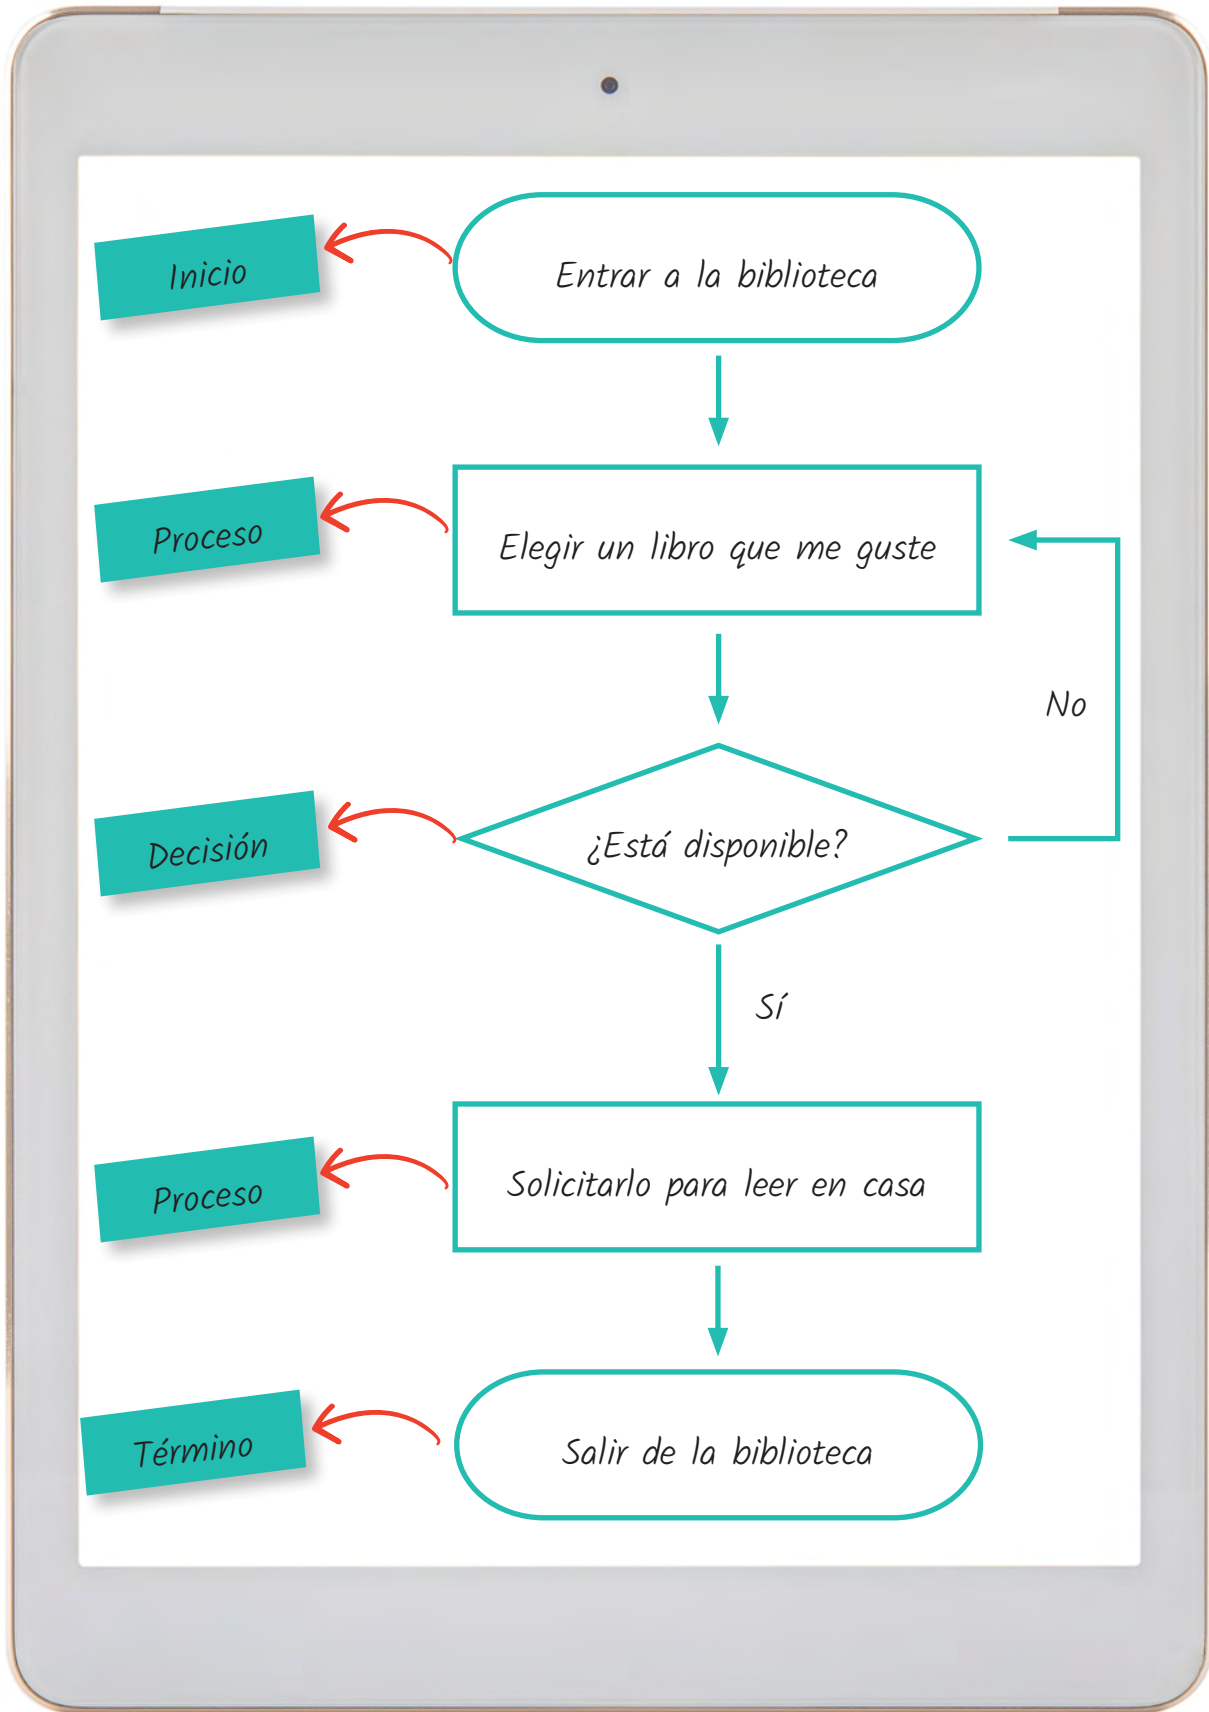 Inicio
Entrar a la biblioteca
Proceso
Elegir un libro que me guste
No
Decisión
¿Está disponible?
Sí
Proceso
Solicitarlo para leer en casa
Término
Salir de la biblioteca